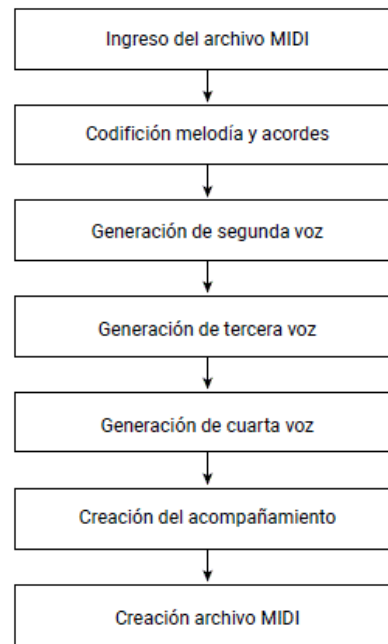 Ingreso del archivo MIDI
Codifición melodía y acordes
Generación de segunda voz
Generación de tercera voz
Generación de cuarta voz
Creación del acompañamiento
Creación archivo MIDI